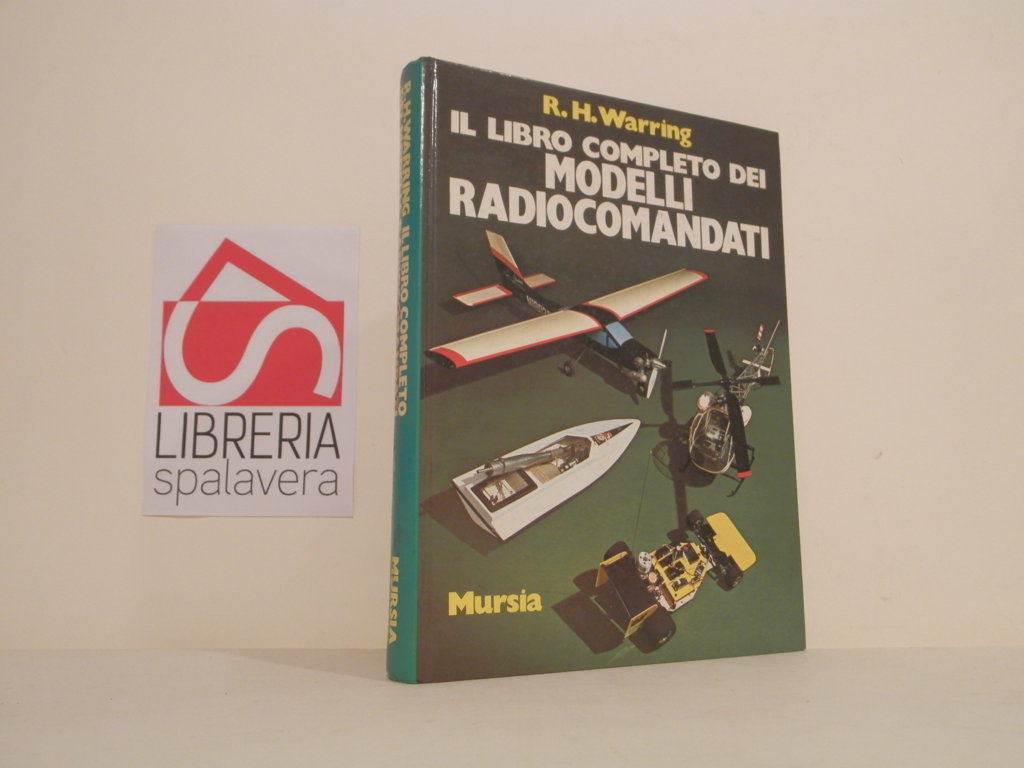 R. H. Warring
IL LIBRO COMPLETO DEI
MODELLI
RADIOCOMANDATI
Mursia
R. H. WARRING IL LIBRO COMPLETO
MURSIA
LIBRERIA
spalavera